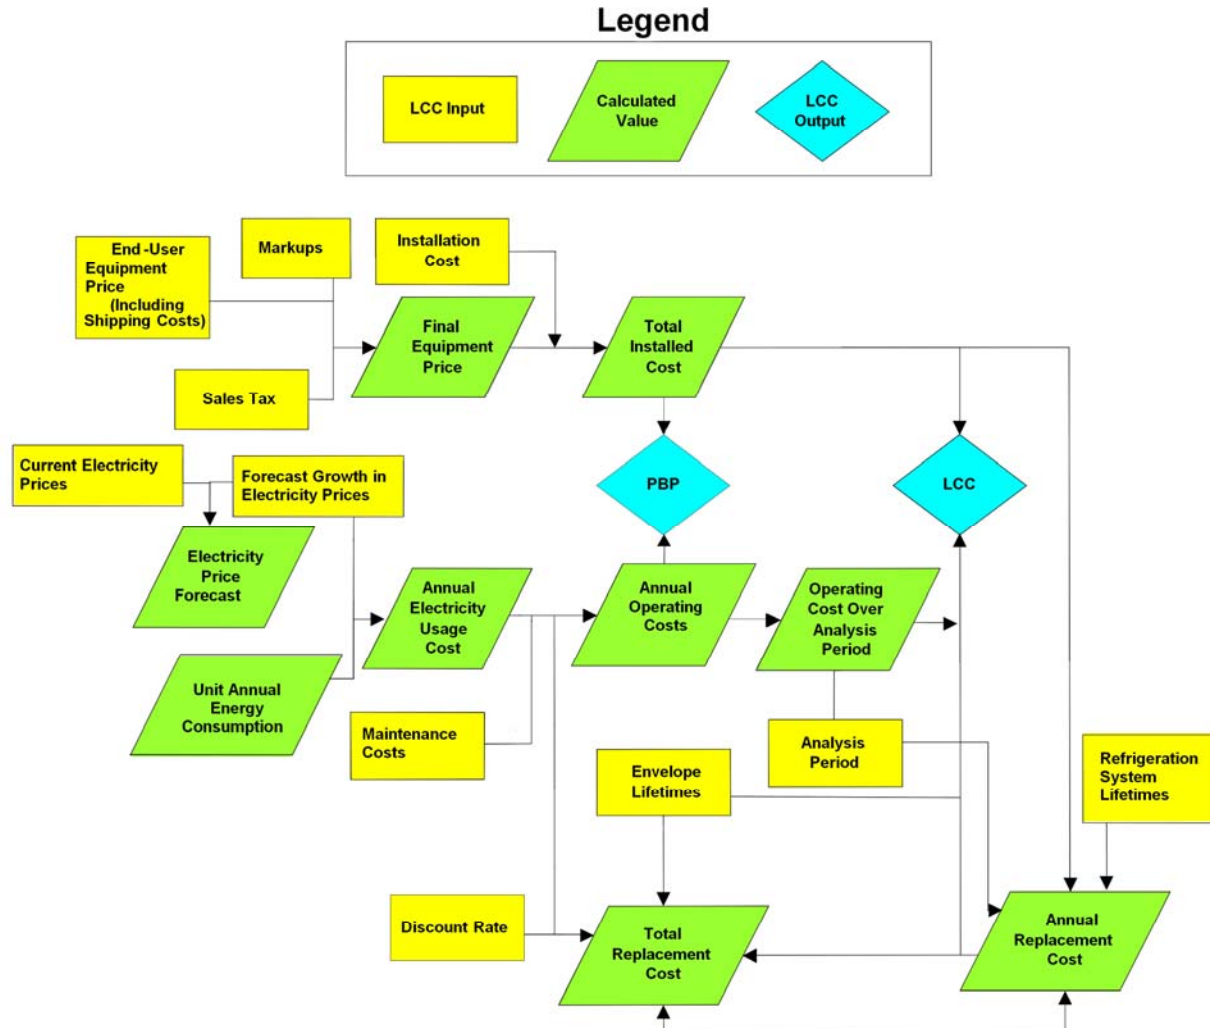 Legend
LCC Input
Calculated
Value
LCC
Output
End-User
Equipment
Price
(Including
Shipping Costs)
Markups
Installation
Cost
Sales Tax
Final
Equipment
Price
Total
Installed
Cost
Current Electricity
Prices
Forecast Growth in
Electricity Prices
PBP
LCC
Electricity
Price
Forecast
Annual
Electricity
Usage
Cost
Annual
Operating
Costs
Operating
Cost Over
Analysis
Period
Unit Annual
Energy
Consumption
Maintenance
Costs
Analysis
Period
Envelope
Lifetimes
Refrigeration
System
Lifetimes
Discount Rate
Total
Replacement
Cost
Annual
Replacement
Cost